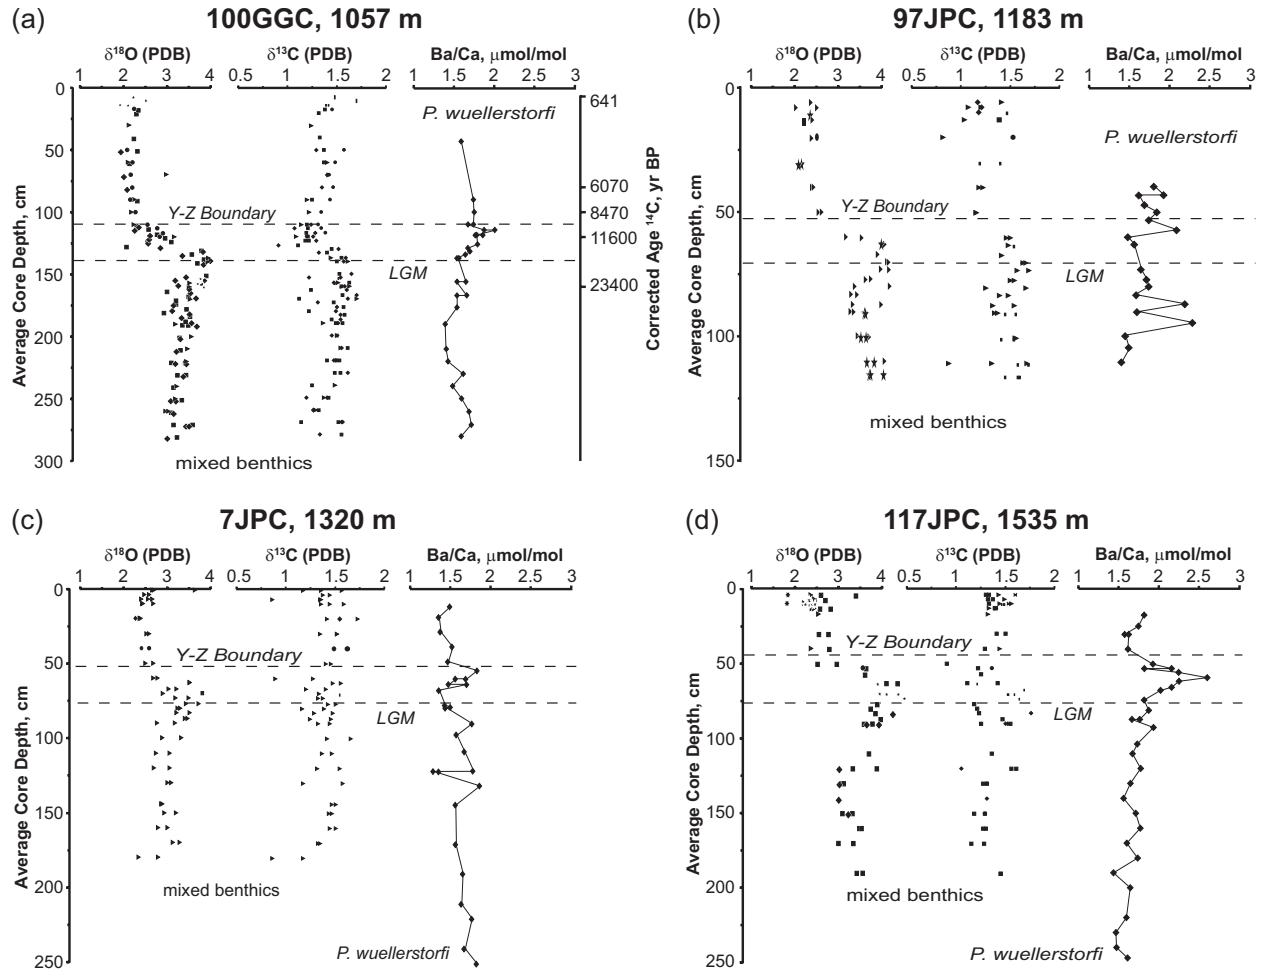 (a) 100GGC, 1057 m
δ¹⁸O (PDB) δ¹³C (PDB) Ba/Ca, μmol/mol
1 2 3 4 0.5 1 1.5 2 1 1.5 2 2.5 3
P. wuellerstorfi
Average Core Depth, cm
0
50
100
150
200
250
300
Y-Z Boundary
LGM
mixed benthics
641
6070
8470
11600
23400
Corrected Age ¹⁴C, yr BP
(b) 97JPC, 1183 m
δ¹⁸O (PDB) δ¹³C (PDB) Ba/Ca, μmol/mol
1 2 3 4 0.5 1 1.5 2 1 1.5 2 2.5 3
P. wuellerstorfi
Average Core Depth, cm
0
50
100
150
Y-Z Boundary
LGM
mixed benthics
(c) 7JPC, 1320 m
δ¹⁸O (PDB) δ¹³C (PDB) Ba/Ca, μmol/mol
1 2 3 4 0.5 1 1.5 2 1 1.5 2 2.5 3
Average Core Depth, cm
0
50
100
150
200
250
Y-Z Boundary
LGM
mixed benthics
P. wuellerstorfi
(d) 117JPC, 1535 m
δ¹⁸O (PDB) δ¹³C (PDB) Ba/Ca, μmol/mol
1 2 3 4 0.5 1 1.5 2 1 1.5 2 2.5 3
Average Core Depth, cm
0
50
100
150
200
250
Y-Z Boundary
LGM
mixed benthics
P. wuellerstorfi